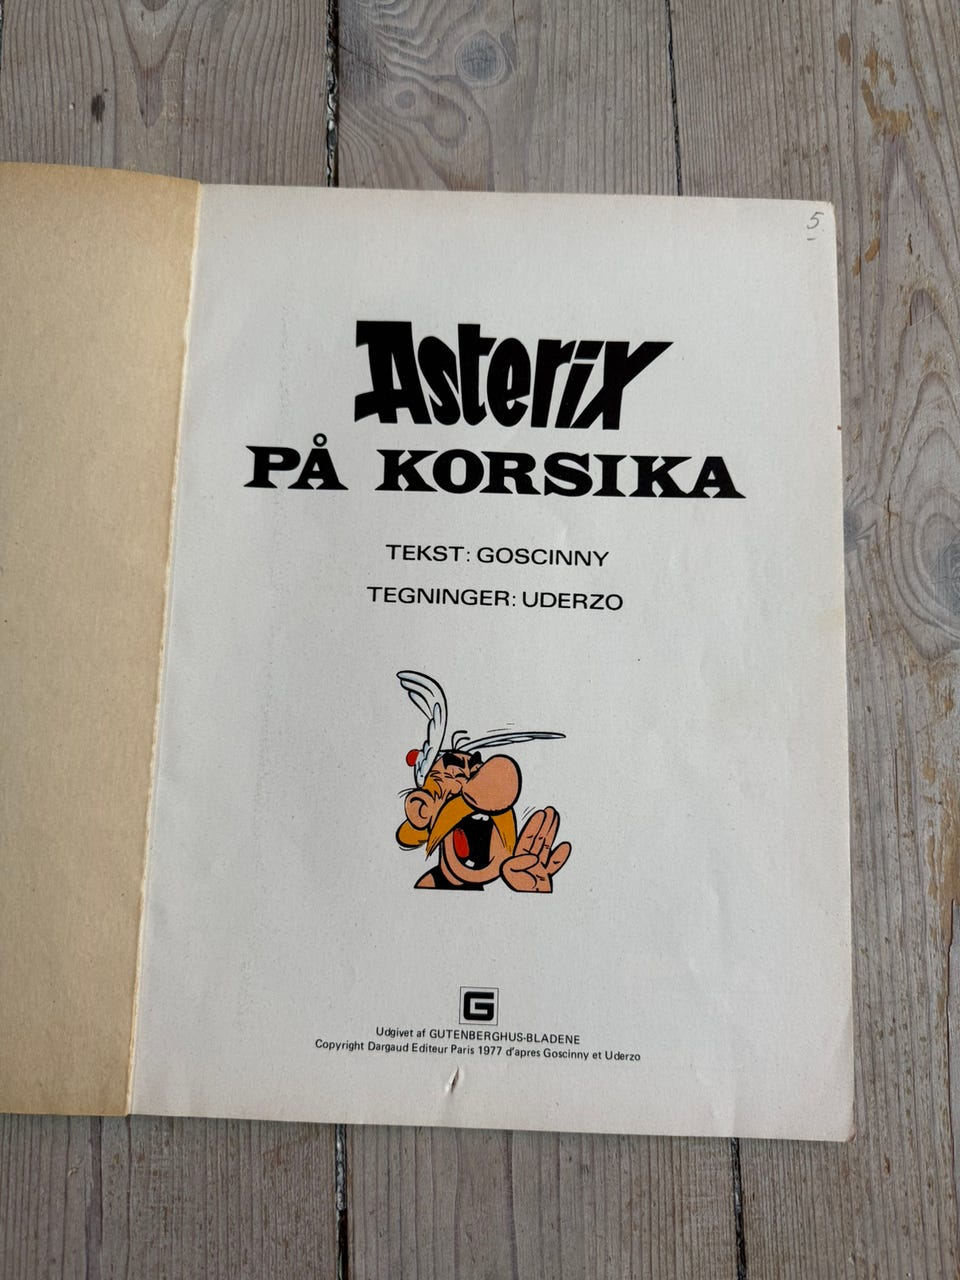 5
Asterix
PÅ KORSIKA
TEKST: GOSCINNY
TEGNINGER: UDERZO
G
Udgivet af GUTENBERGHUS-BLADENE
Copyright Dargaud Editeur Paris 1977 d'apres Goscinny et Uderzo